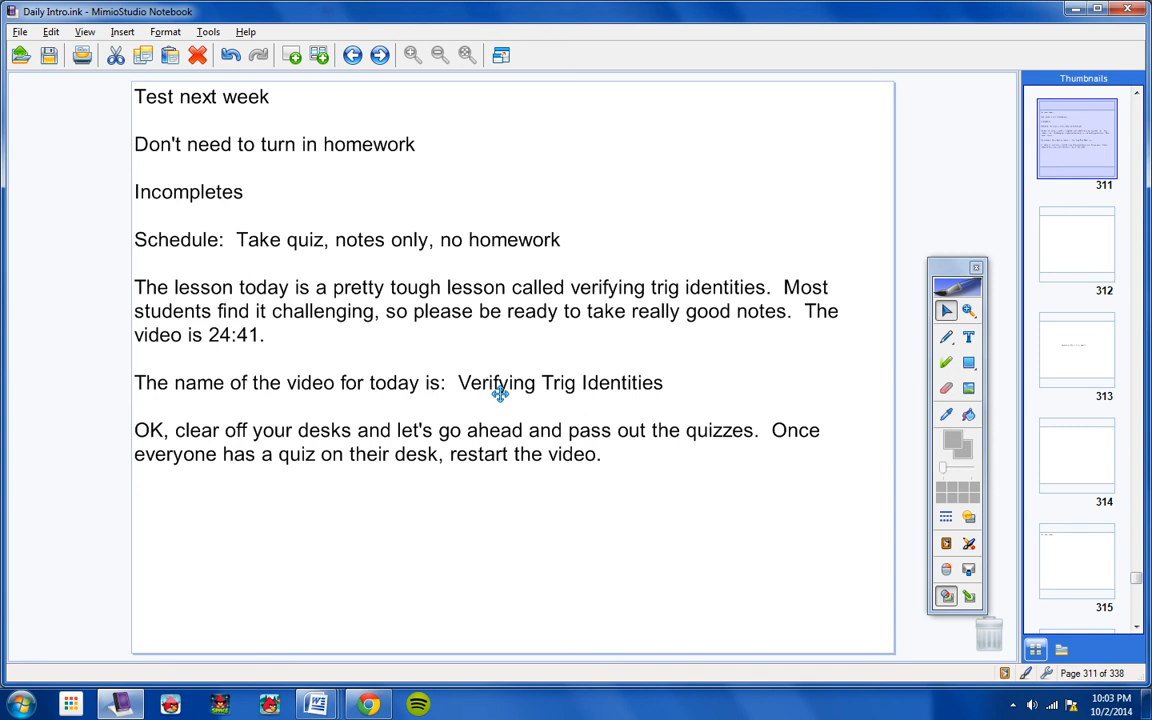 Daily Intro.ink - MimioStudio Notebook
File Edit View Insert Format Tools Help
Thumbnails
Test next week
Don't need to turn in homework
Incompletes
Schedule: Take quiz, notes only, no homework
The lesson today is a pretty tough lesson called verifying trig identities. Most
students find it challenging, so please be ready to take really good notes. The
video is 24:41.
The name of the video for today is: Verifying Trig Identities
OK, clear off your desks and let's go ahead and pass out the quizzes. Once
everyone has a quiz on their desk, restart the video.
311
312
313
314
315
Page 311 of 338
10:03 PM
10/2/2014